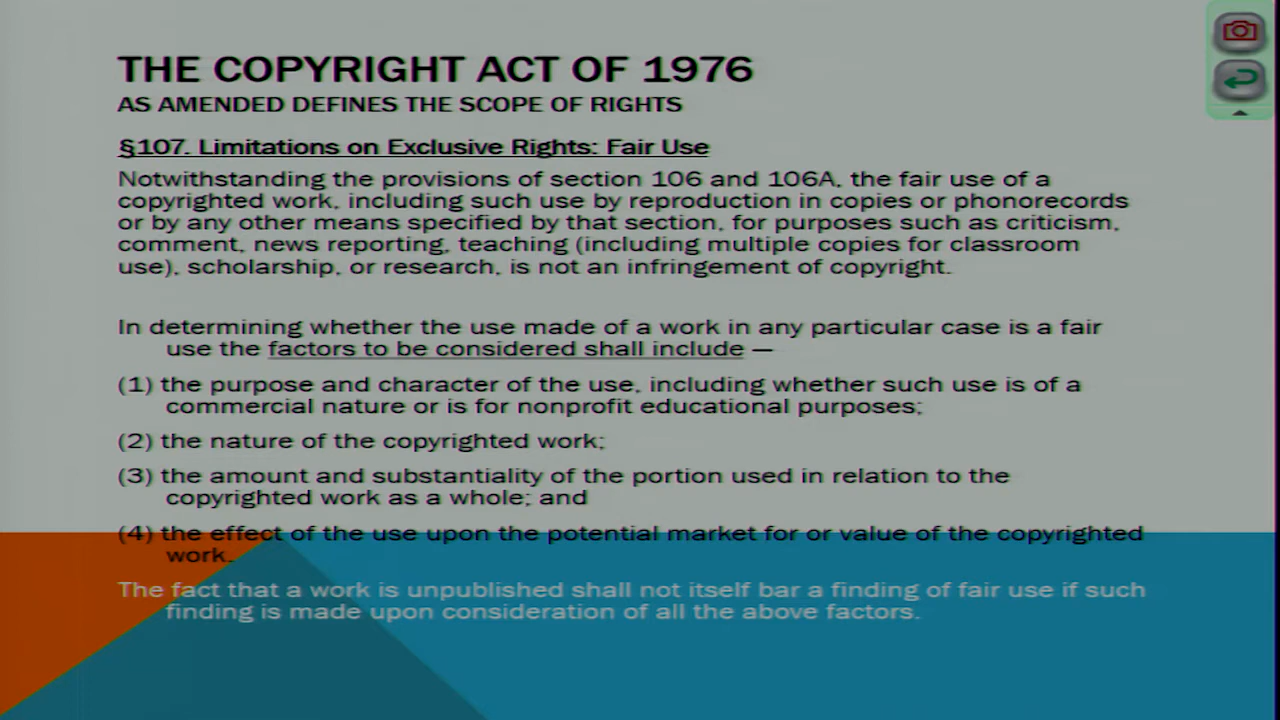 THE COPYRIGHT ACT OF 1976
AS AMENDED DEFINES THE SCOPE OF RIGHTS
§107. Limitations on Exclusive Rights: Fair Use
Notwithstanding the provisions of section 106 and 106A, the fair use of a
copyrighted work, including such use by reproduction in copies or phonorecords
or by any other means specified by that section, for purposes such as criticism,
comment, news reporting, teaching (including multiple copies for classroom
use), scholarship, or research, is not an infringement of copyright.
In determining whether the use made of a work in any particular case is a fair
use the factors to be considered shall include —
(1) the purpose and character of the use, including whether such use is of a
commercial nature or is for nonprofit educational purposes;
(2) the nature of the copyrighted work;
(3) the amount and substantiality of the portion used in relation to the
copyrighted work as a whole; and
(4) the effect of the use upon the potential market for or value of the copyrighted
work.
The fact that a work is unpublished shall not itself bar a finding of fair use if such
finding is made upon consideration of all the above factors.